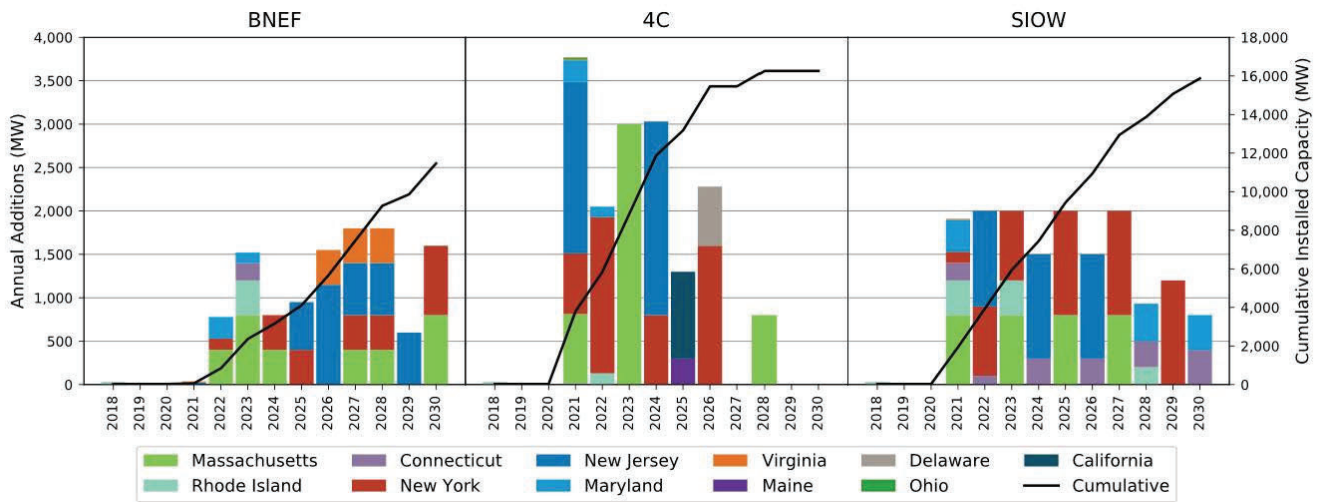 BNEF 4C SIOW
Annual Additions (MW)
4,000
3,500
3,000
2,500
2,000
1,500
1,000
500
0
18,000
16,000
14,000
12,000
10,000
8,000
6,000
4,000
2,000
0
Cumulative Installed Capacity (MW)
2018 2019 2020 2021 2022 2023 2024 2025 2026 2027 2028 2029 2030
2018 2019 2020 2021 2022 2023 2024 2025 2026 2027 2028 2029 2030
2018 2019 2020 2021 2022 2023 2024 2025 2026 2027 2028 2029 2030
Massachusetts Connecticut New Jersey Virginia Delaware California
Rhode Island New York Maryland Maine Ohio Cumulative